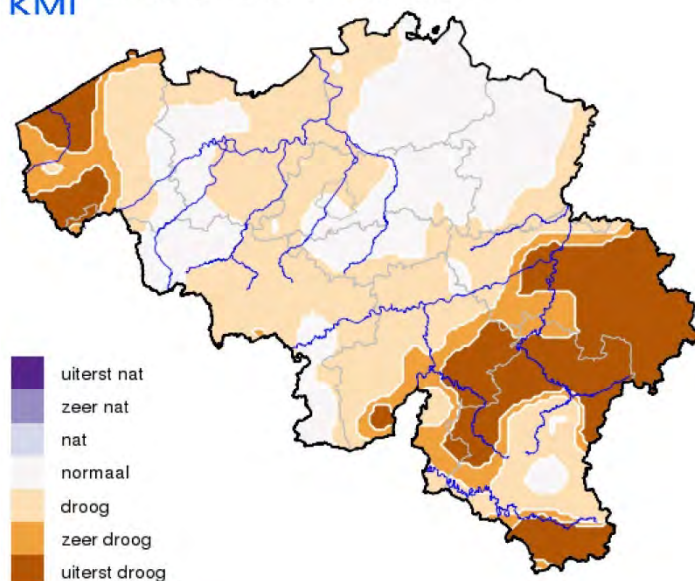 KMI
uiterst nat
zeer nat
nat
normaal
droog
zeer droog
uiterst droog